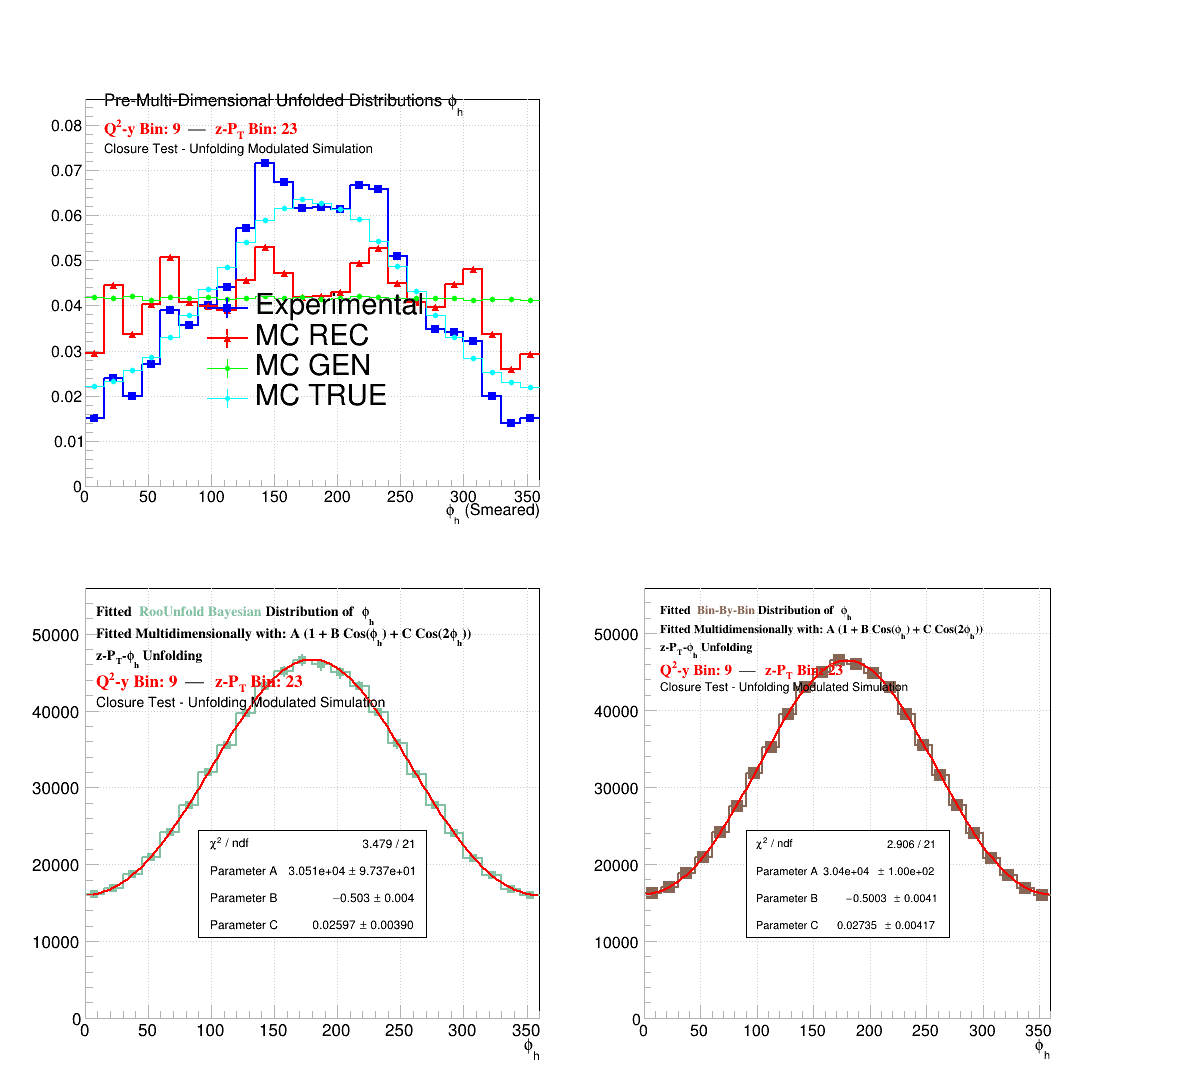 Pre-Multi-Dimensional Unfolded Distributions ϕh
Q2-y Bin: 9 — z-PT Bin: 23
Closure Test - Unfolding Modulated Simulation
0.08
0.07
0.06
0.05
0.04
0.03
0.02
0.01
0
Experimental
MC REC
MC GEN
MC TRUE
0 50 100 150 200 250 300 350
ϕh (Smeared)
Fitted RooUnfold Bayesian Distribution of ϕh
Fitted Multidimensionally with: A (1 + B Cos(ϕh) + C Cos(2ϕh))
z-PT-ϕh Unfolding
Q2-y Bin: 9 — z-PT Bin: 23
Closure Test - Unfolding Modulated Simulation
50000
40000
30000
20000
10000
0
χ2 / ndf 3.479 / 21
Parameter A 3.051e+04 ± 9.737e+01
Parameter B −0.503 ± 0.004
Parameter C 0.02597 ± 0.00390
0 50 100 150 200 250 300 350
ϕh
Fitted Bin-By-Bin Distribution of ϕh
Fitted Multidimensionally with: A (1 + B Cos(ϕh) + C Cos(2ϕh))
z-PT-ϕh Unfolding
Q2-y Bin: 9 — z-PT Bin: 23
Closure Test - Unfolding Modulated Simulation
50000
40000
30000
20000
10000
0
χ2 / ndf 2.906 / 21
Parameter A 3.04e+04 ± 1.00e+02
Parameter B −0.5003 ± 0.0041
Parameter C 0.02735 ± 0.00417
0 50 100 150 200 250 300 350
ϕh